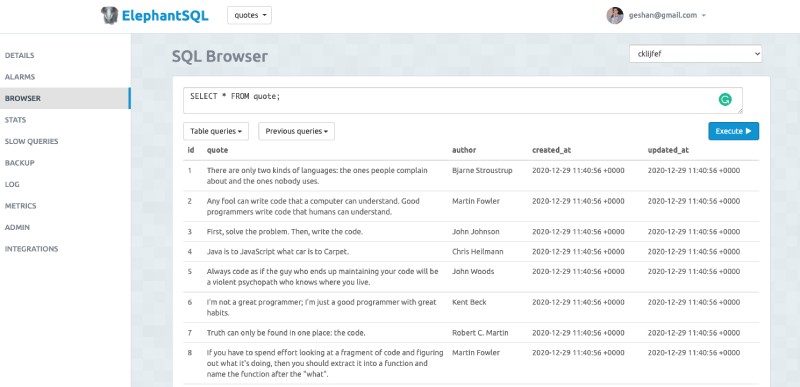 ElephantSQL
quotes
geshan@gmail.com
DETAILS
ALARMS
BROWSER
STATS
SLOW QUERIES
BACKUP
LOG
METRICS
ADMIN
INTEGRATIONS
SQL Browser
cklijfef
SELECT * FROM quote;
Table queries
Previous queries
Execute
id quote author created_at updated_at
1 There are only two kinds of languages: the ones people complain Bjarne Stroustrup 2020-12-29 11:40:56 +0000 2020-12-29 11:40:56 +0000
about and the ones nobody uses.
2 Any fool can write code that a computer can understand. Good Martin Fowler 2020-12-29 11:40:56 +0000 2020-12-29 11:40:56 +0000
programmers write code that humans can understand.
3 First, solve the problem. Then, write the code. John Johnson 2020-12-29 11:40:56 +0000 2020-12-29 11:40:56 +0000
4 Java is to JavaScript what car is to Carpet. Chris Heilmann 2020-12-29 11:40:56 +0000 2020-12-29 11:40:56 +0000
5 Always code as if the guy who ends up maintaining your code will John Woods 2020-12-29 11:40:56 +0000 2020-12-29 11:40:56 +0000
be a violent psychopath who knows where you live.
6 I'm not a great programmer; I'm just a good programmer with great Kent Beck 2020-12-29 11:40:56 +0000 2020-12-29 11:40:56 +0000
habits.
7 Truth can only be found in one place: the code. Robert C. Martin 2020-12-29 11:40:56 +0000 2020-12-29 11:40:56 +0000
8 If you have to spend effort looking at a fragment of code and figuring Martin Fowler 2020-12-29 11:40:56 +0000 2020-12-29 11:40:56 +0000
out what it's doing, then you should extract it into a function and
name the function after the "what".